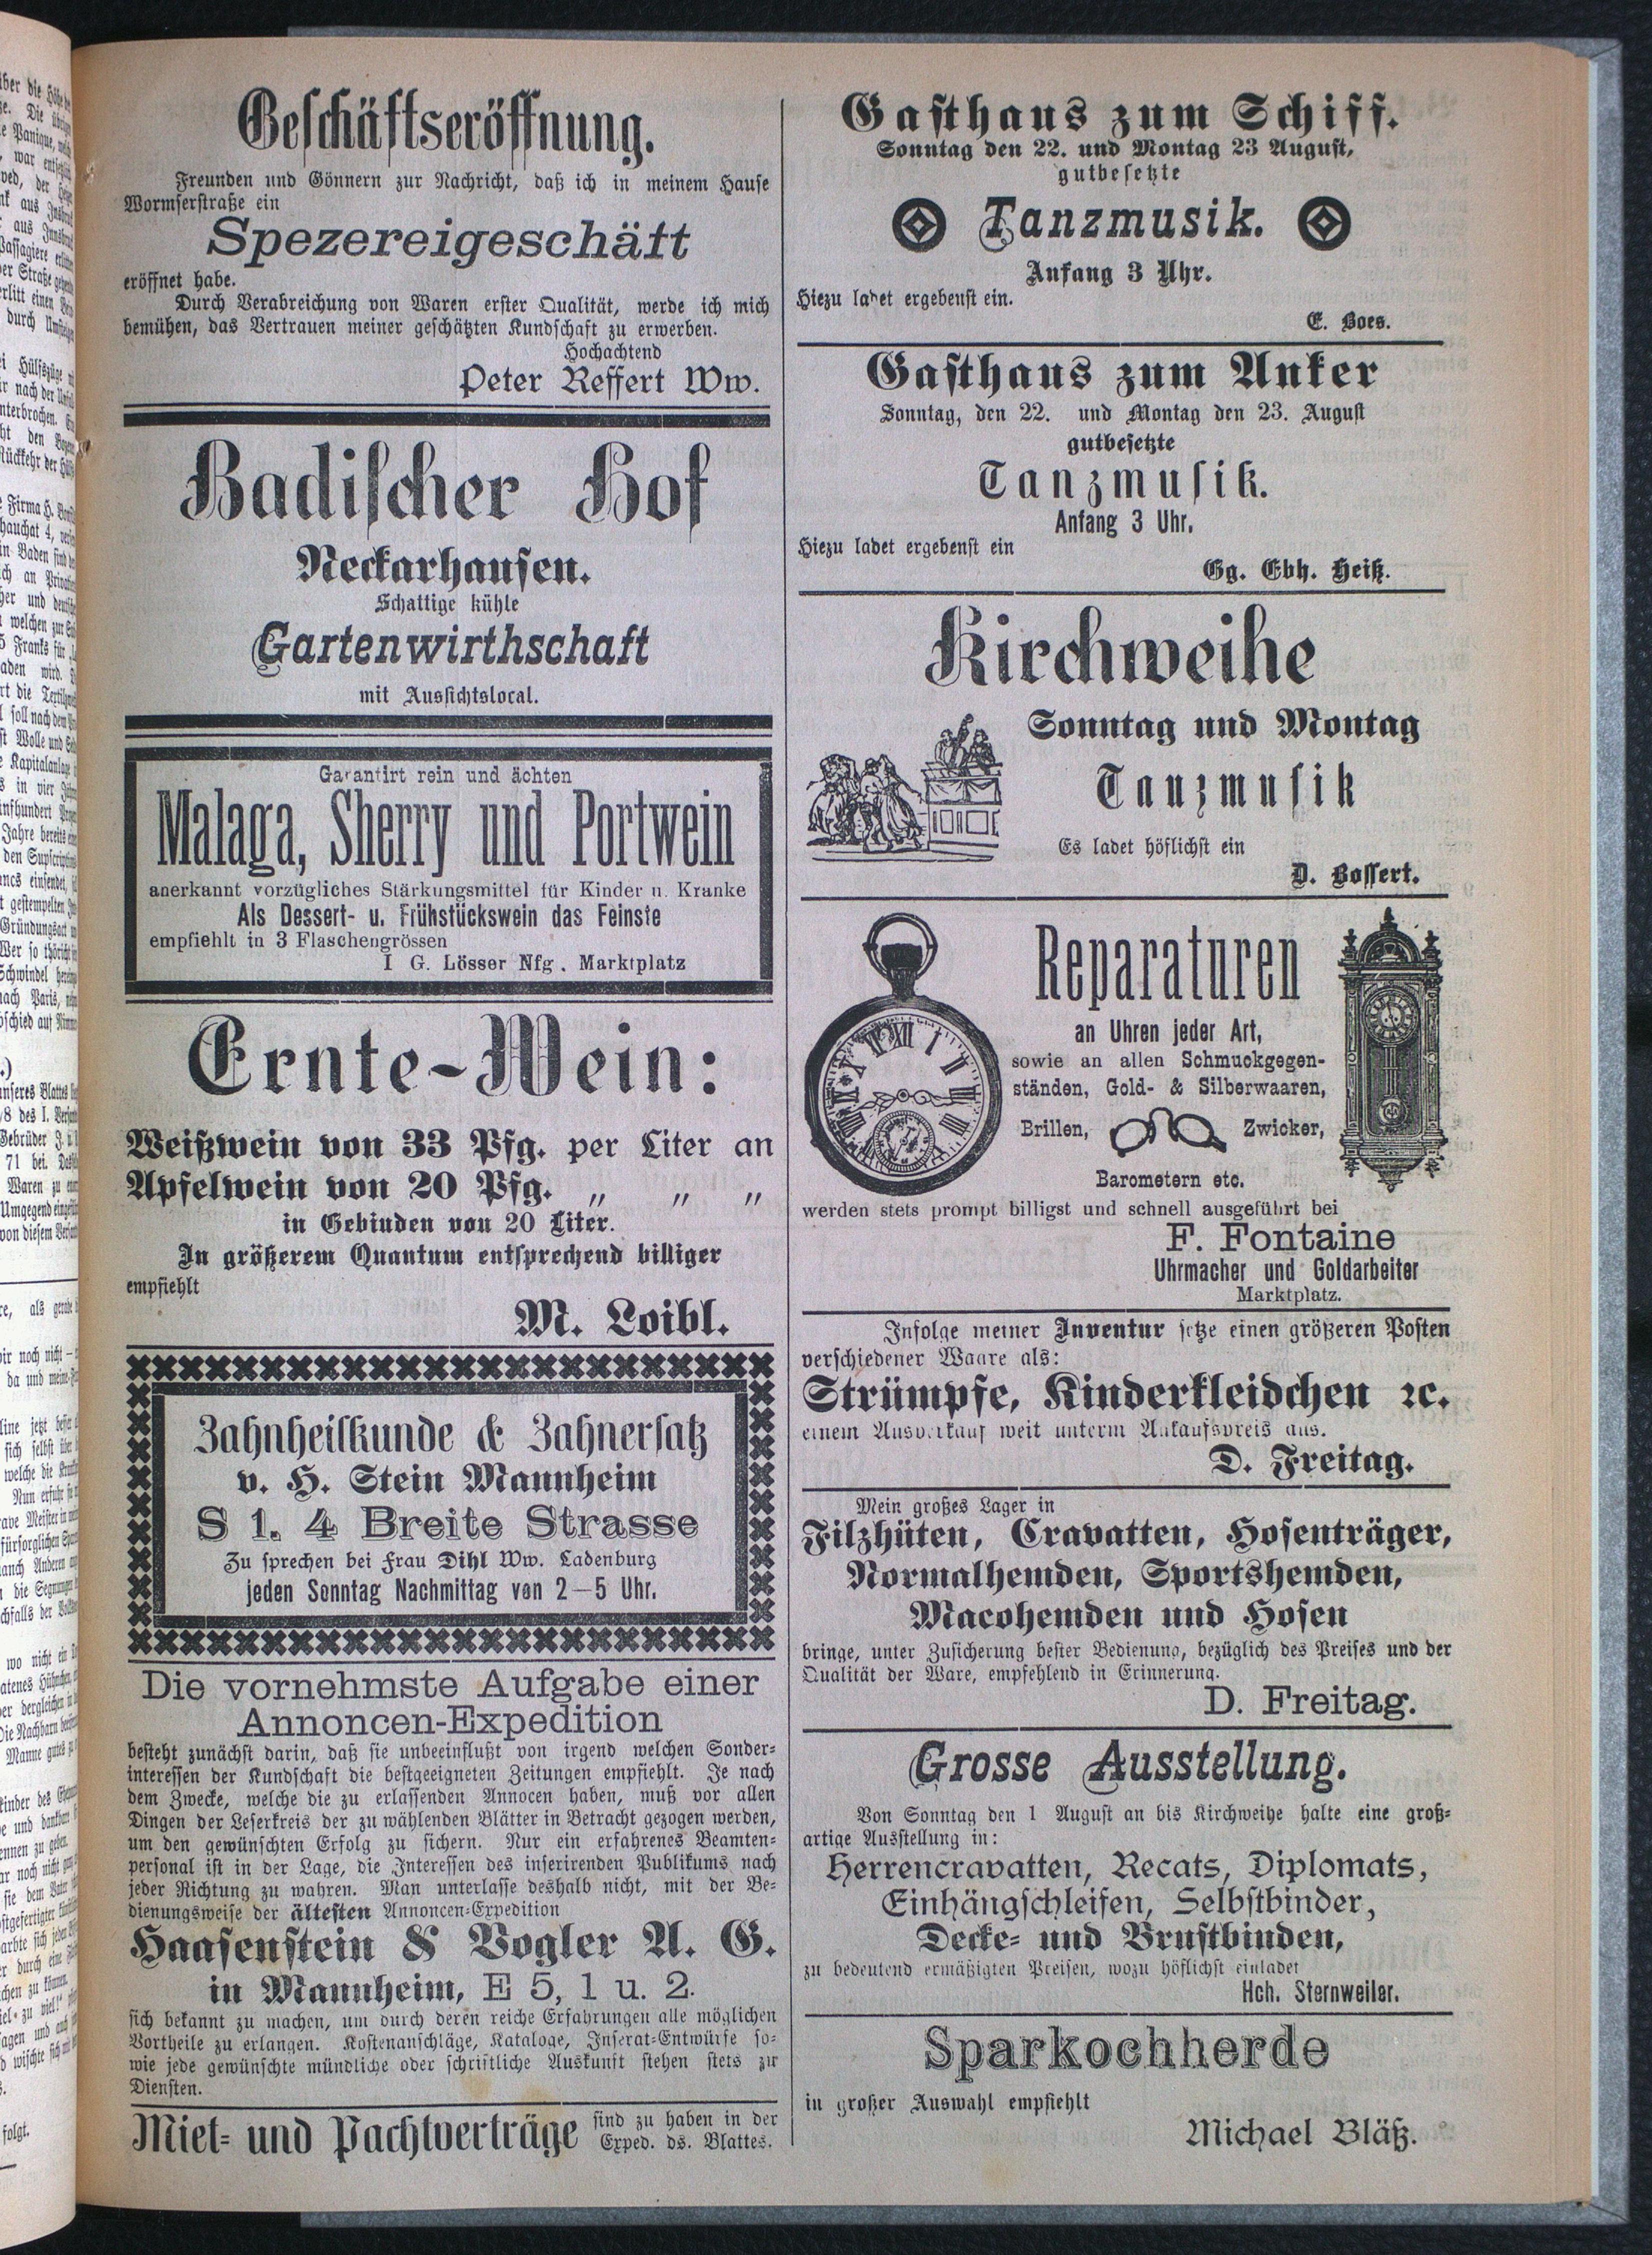 Geschäftseröffnung.
Freunden und Gönnern zur Nachricht, daß ich in meinem Hause
Wormserstraße ein
Spezereigeschäft
eröffnet habe.
Durch Verabreichung von Waren erster Qualität, werde ich mich
bemühen, das Vertrauen meiner geschätzten Kundschaft zu erwerben.
Hochachtend
Peter Reffert Ww.
Badischer Hof
Neckarhausen.
Schattige kühle
Gartenwirthschaft
mit Aussichtslocal.
Garantirt rein und ächten
Malaga, Sherry und Portwein
anerkannt vorzügliches Stärkungsmittel für Kinder u. Kranke
Als Dessert- u. Frühstückswein das Feinste
empfiehlt in 3 Flaschengrössen
I G. Lösser Nfg. Marktplatz
Ernte-Wein:
Weißwein von 33 Pfg. per Liter an
Apfelwein von 20 Pfg. „ „ „
in Gebinden von 20 Liter.
In größerem Quantum entsprechend billiger
empfiehlt
M. Loibl.
Zahnheilkunde & Zahnersatz
v. H. Stein Mannheim
S 1. 4 Breite Strasse
Zu sprechen bei Frau Dihl Ww. Ladenburg
jeden Sonntag Nachmittag von 2—5 Uhr.
Die vornehmste Aufgabe einer
Annoncen-Expedition
besteht zunächst darin, daß sie unbeeinflußt von irgend welchen Sonder-
interessen der Kundschaft die bestgeeigneten Zeitungen empfiehlt. Je nach
dem Zwecke, welche die zu erlassenden Annocen haben, muß vor allen
Dingen der Leserkreis der zu wählenden Blätter in Betracht gezogen werden,
um den gewünschten Erfolg zu sichern. Nur ein erfahrenes Beamten-
personal ist in der Lage, die Interessen des inserirenden Publikums nach
jeder Richtung zu wahren. Man unterlasse deshalb nicht, mit der Be-
dienungsweise der ältesten Annoncen-Expedition
Haasenstein & Vogler A. G.
in Mannheim, E 5, 1 u. 2.
sich bekannt zu machen, um durch deren reiche Erfahrungen alle möglichen
Vortheile zu erlangen. Kostenanschläge, Kataloge, Inserat-Entwürfe so-
wie jede gewünschte mündliche oder schriftliche Auskunft stehen stets zur
Diensten.
Miet- und Pachtverträge sind zu haben in der
Exped. ds. Blattes.
Gasthaus zum Schiff.
Sonntag den 22. und Montag 23 August,
gutbesetzte
Tanzmusik.
Anfang 3 Uhr.
Hiezu ladet ergebenst ein.
E. Boes.
Gasthaus zum Anker
Sonntag, den 22. und Montag den 23. August
gutbesetzte
Tanzmusik.
Anfang 3 Uhr.
Hiezu ladet ergebenst ein
Gg. Ebh. Heiß.
Kirchweihe
Sonntag und Montag
Tanzmusik
Es ladet höflichst ein
D. Bossert.
Reparaturen
an Uhren jeder Art,
sowie an allen Schmuckgegen-
ständen, Gold- & Silberwaaren,
Brillen, Zwicker,
Barometern etc.
werden stets prompt billigst und schnell ausgeführt bei
F. Fontaine
Uhrmacher und Goldarbeiter
Marktplatz.
Infolge meiner Inventur setze einen größeren Posten
verschiedener Waare als:
Strümpfe, Kinderkleidchen ꝛc.
einem Ausverkauf weit unterm Ankaufspreis aus.
D. Freitag.
Mein großes Lager in
Filzhüten, Cravatten, Hosenträger,
Normalhemden, Sportshemden,
Macohemden und Hosen
bringe, unter Zusicherung bester Bedienung, bezüglich des Preises und der
Qualität der Ware, empfehlend in Erinnerung.
D. Freitag.
Grosse Ausstellung.
Von Sonntag den 1 August an bis Kirchweihe halte eine groß-
artige Ausstellung in:
Herrencravatten, Recats, Diplomats,
Einhängschleifen, Selbstbinder,
Decke- und Brustbinden,
zu bedeutend ermäßigten Preisen, wozu höflichst einladet
Hch. Sternweiler.
Sparkochherde
in großer Auswahl empfiehlt
Michael Bläß.